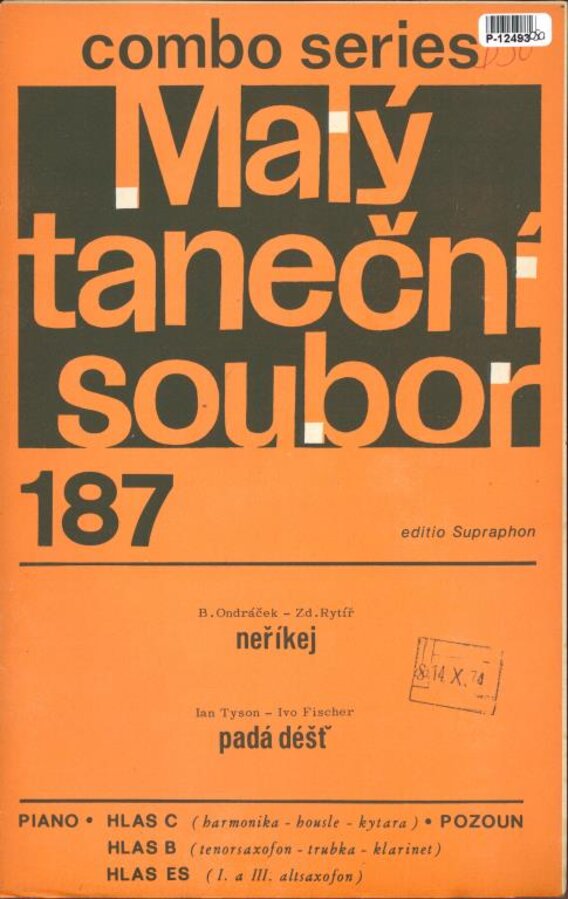 combo series
P-12493
Malý
taneční
soubor
187
editio Supraphon
B.Ondráček - Zd.Rytíř
neříkej
14.X.74
Ian Tyson - Ivo Fischer
padá déšť
PIANO • HLAS C (harmonika - housle - kytara) • POZOUN
HLAS B (tenorsaxofon - trubka - klarinet)
HLAS ES (I. a III. altsaxofon)